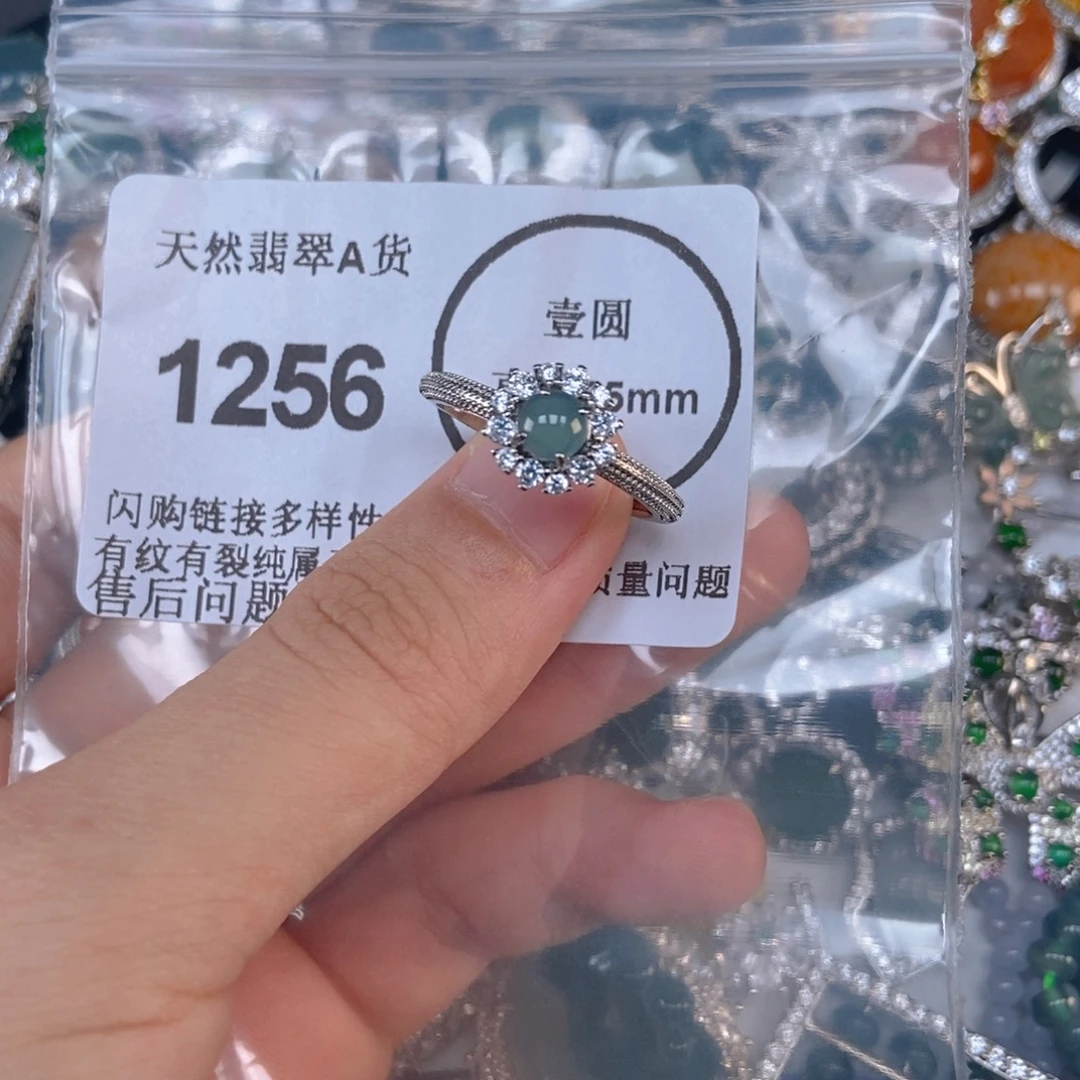 天然翡翠A货
壹圆
1256
5mm
闪购链接多样性
有纹有裂纯属
售后问题
质量问题